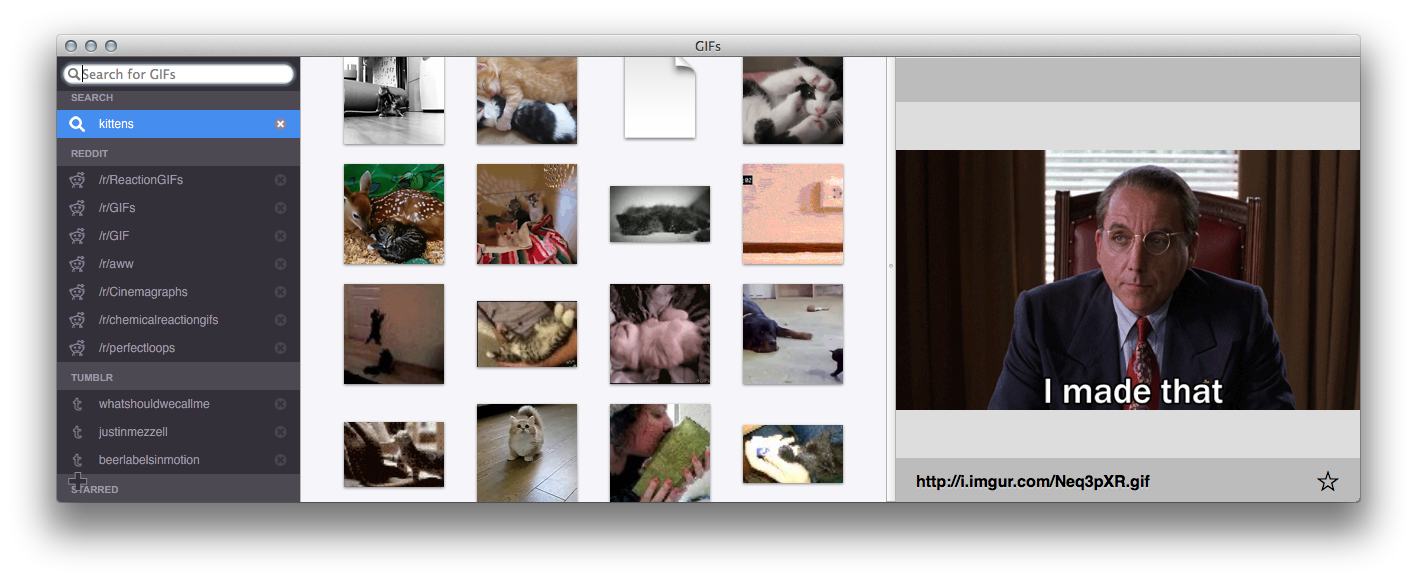 GIFs
Search for GIFs
SEARCH
kittens
REDDIT
/r/ReactionGIFs
/r/GIFs
/r/GIF
/r/aww
/r/Cinemagraphs
/r/chemicalreactiongifs
/r/perfectloops
TUMBLR
whatshouldwecallme
justinmezzell
beerlabelsinmotion
STARRED
I made that
http://i.imgur.com/Neq3pXR.gif